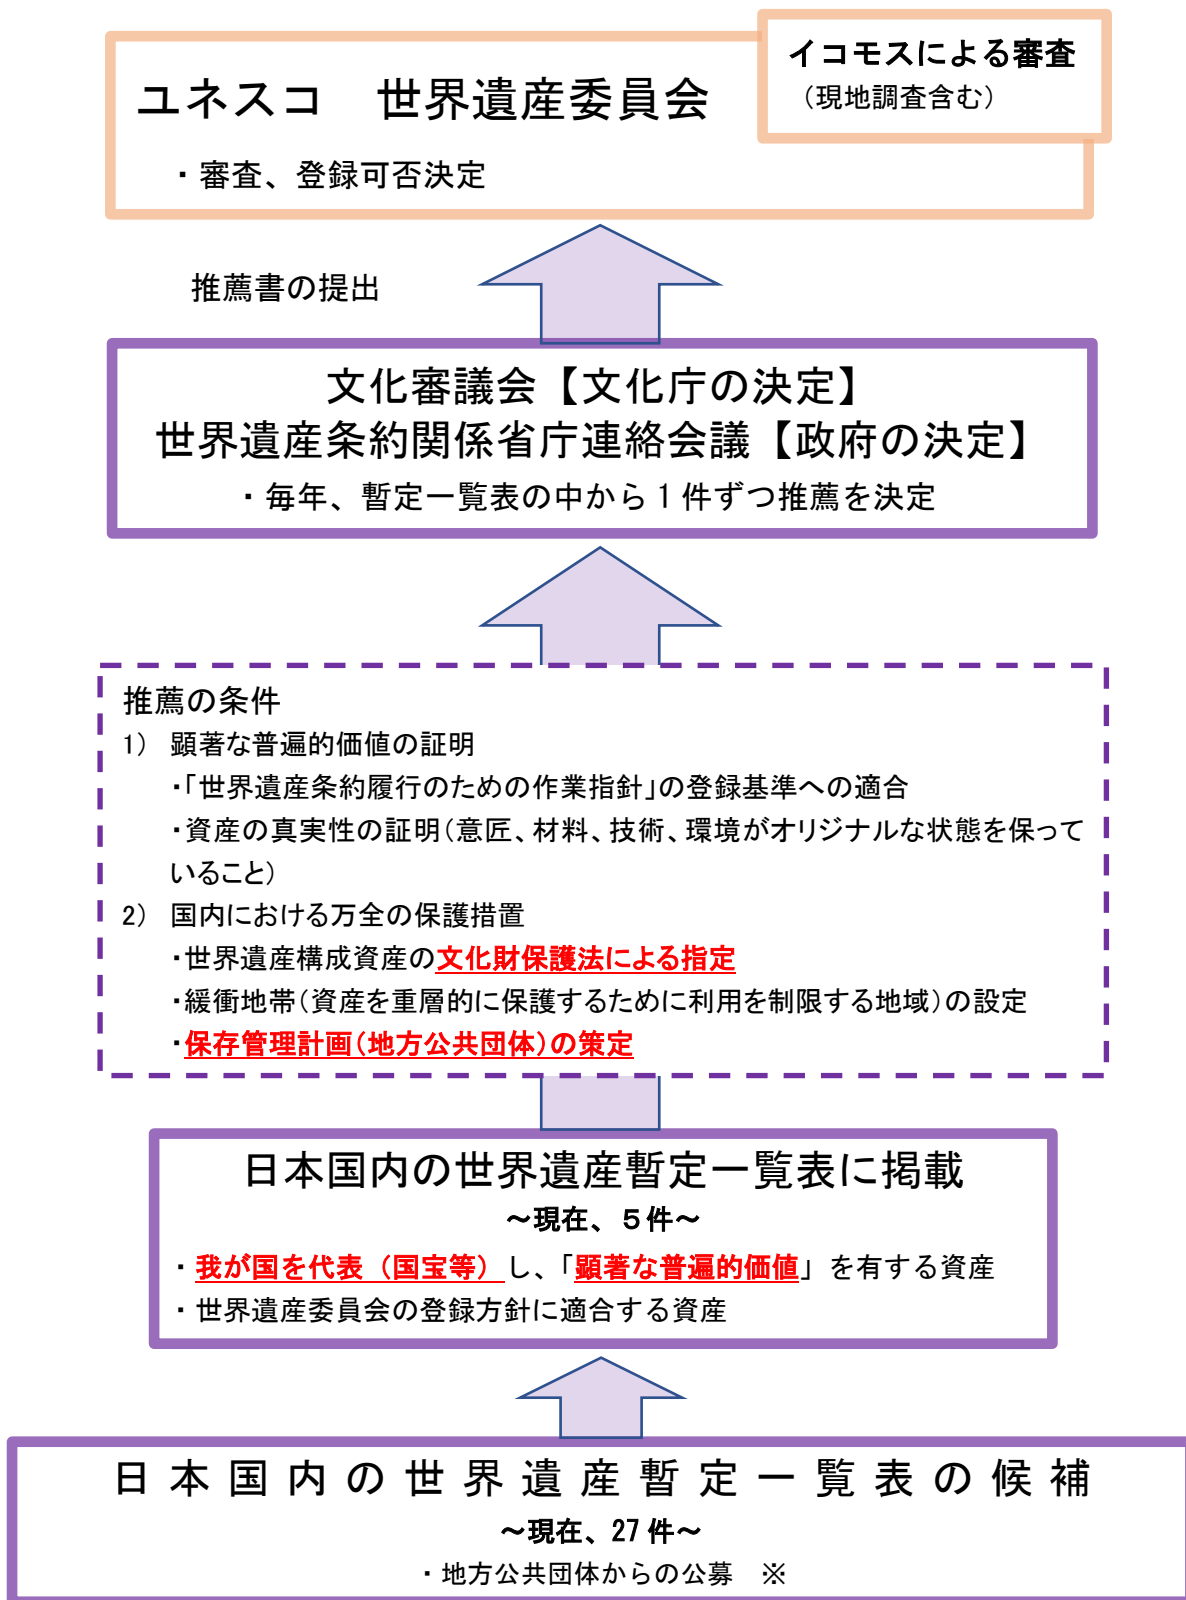 イコモスによる審査
（現地調査含む）
ユネスコ　世界遺産委員会
・審査、登録可否決定
推薦書の提出
文化審議会【文化庁の決定】
世界遺産条約関係省庁連絡会議【政府の決定】
・毎年、暫定一覧表の中から 1 件ずつ推薦を決定
推薦の条件
1） 顕著な普遍的価値の証明
・「世界遺産条約履行のための作業指針」の登録基準への適合
・資産の真実性の証明（意匠、材料、技術、環境がオリジナルな状態を保って
いること）
2） 国内における万全の保護措置
・世界遺産構成資産の文化財保護法による指定
・緩衝地帯（資産を重層的に保護するために利用を制限する地域）の設定
・保存管理計画（地方公共団体）の策定
日本国内の世界遺産暫定一覧表に掲載
～現在、５件～
・我が国を代表（国宝等）し、「顕著な普遍的価値」を有する資産
・世界遺産委員会の登録方針に適合する資産
日本国内の世界遺産暫定一覧表の候補
～現在、27 件～
・地方公共団体からの公募　※